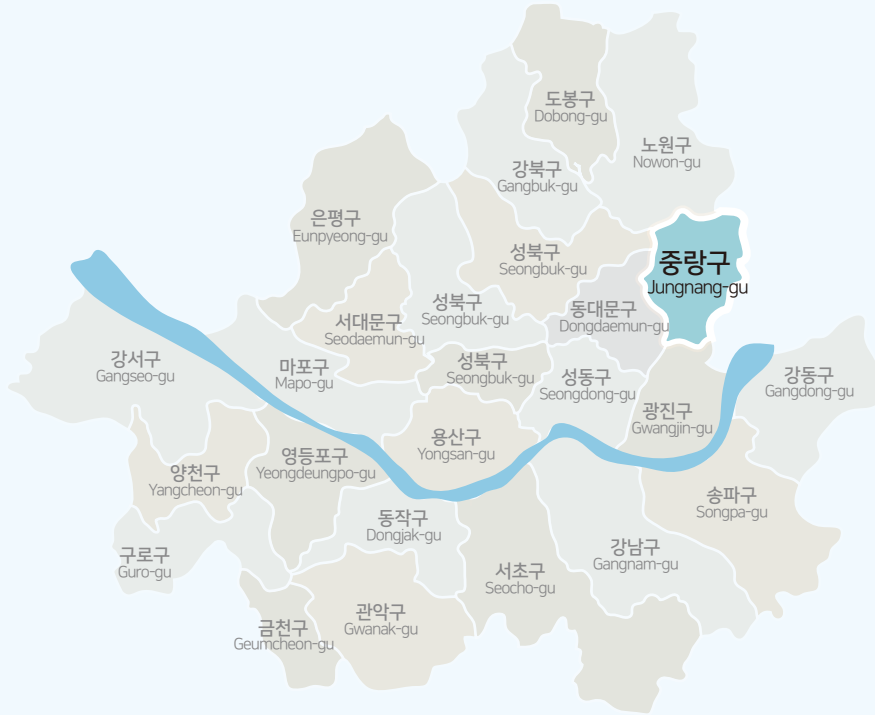 도봉구
Dobong-gu
노원구
Nowon-gu
강북구
Gangbuk-gu
은평구
Eunpyeong-gu
성북구
Seongbuk-gu
중랑구
Jungnang-gu
성북구
Seongbuk-gu
동대문구
Dongdaemun-gu
서대문구
Seodaemun-gu
강서구
Gangseo-gu
마포구
Mapo-gu
성북구
Seongbuk-gu
성동구
Seongdong-gu
강동구
Gangdong-gu
광진구
Gwangjin-gu
용산구
Yongsan-gu
영등포구
Yeongdeungpo-gu
양천구
Yangcheon-gu
송파구
Songpa-gu
동작구
Dongjak-gu
강남구
Gangnam-gu
구로구
Guro-gu
서초구
Seocho-gu
관악구
Gwanak-gu
금천구
Geumcheon-gu